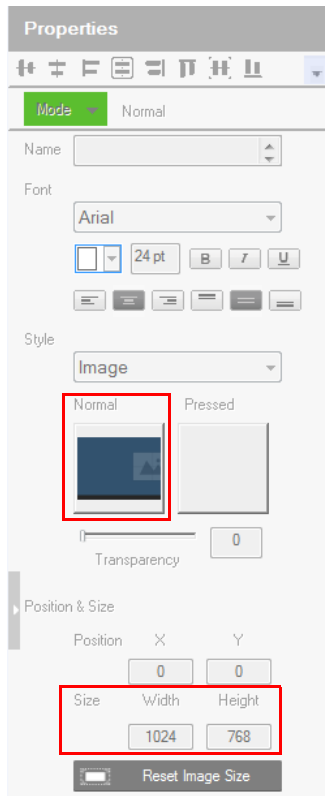 Properties
Mode Normal
Name
Font
Arial
24 pt B I U
Style
Image
Normal Pressed
0
Transparency
Position & Size
Position X Y
0 0
Size Width Height
1024 768
Reset Image Size